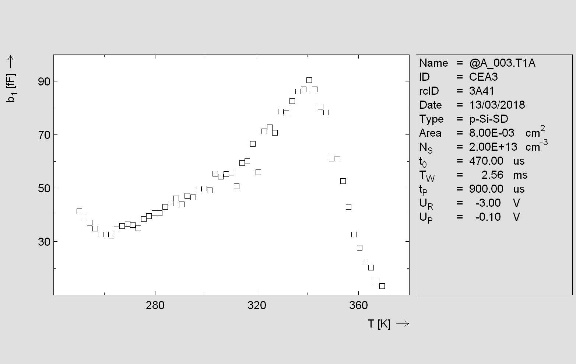 b1 [fF]
90
70
50
30
280
320
360
T [K]
Name = @A_003.T1A
ID = CEA3
rcID = 3A41
Date = 13/03/2018
Type = p-Si-SD
Area = 8.00E-03 cm²
NS = 2.00E+13 cm⁻³
t0 = 470.00 us
TW = 2.56 ms
tP = 900.00 us
UR = -3.00 V
UP = -0.10 V